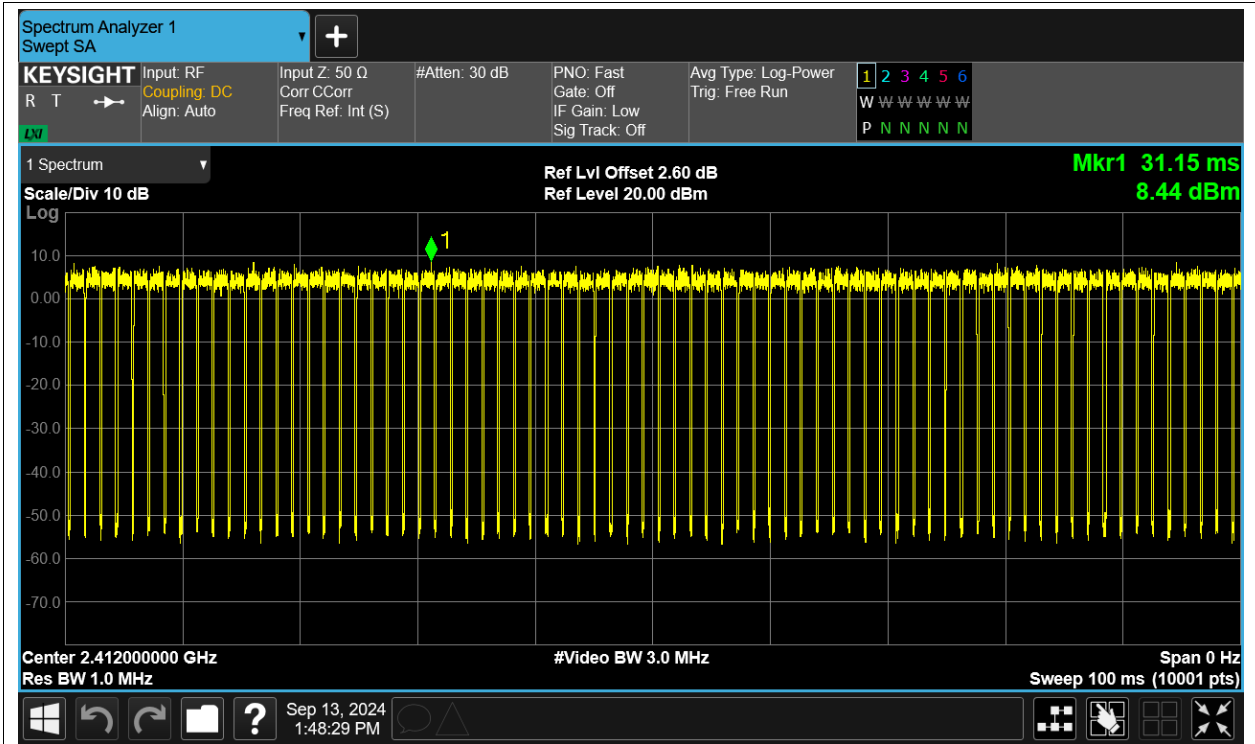 Spectrum Analyzer 1
Swept SA
KEYSIGHT
R T
LXI
Input: RF
Coupling: DC
Align: Auto
Input Z: 50 Ω
Corr CCorr
Freq Ref: Int (S)
#Atten: 30 dB
PNO: Fast
Gate: Off
IF Gain: Low
Sig Track: Off
Avg Type: Log-Power
Trig: Free Run
1 2 3 4 5 6
W W W W W W
P N N N N N
1 Spectrum
Scale/Div 10 dB
Ref Lvl Offset 2.60 dB
Ref Level 20.00 dBm
Mkr1 31.15 ms
8.44 dBm
Log
1
10.0
0.00
-10.0
-20.0
-30.0
-40.0
-50.0
-60.0
-70.0
Center 2.412000000 GHz
Res BW 1.0 MHz
#Video BW 3.0 MHz
Span 0 Hz
Sweep 100 ms (10001 pts)
?
Sep 13, 2024
1:48:29 PM